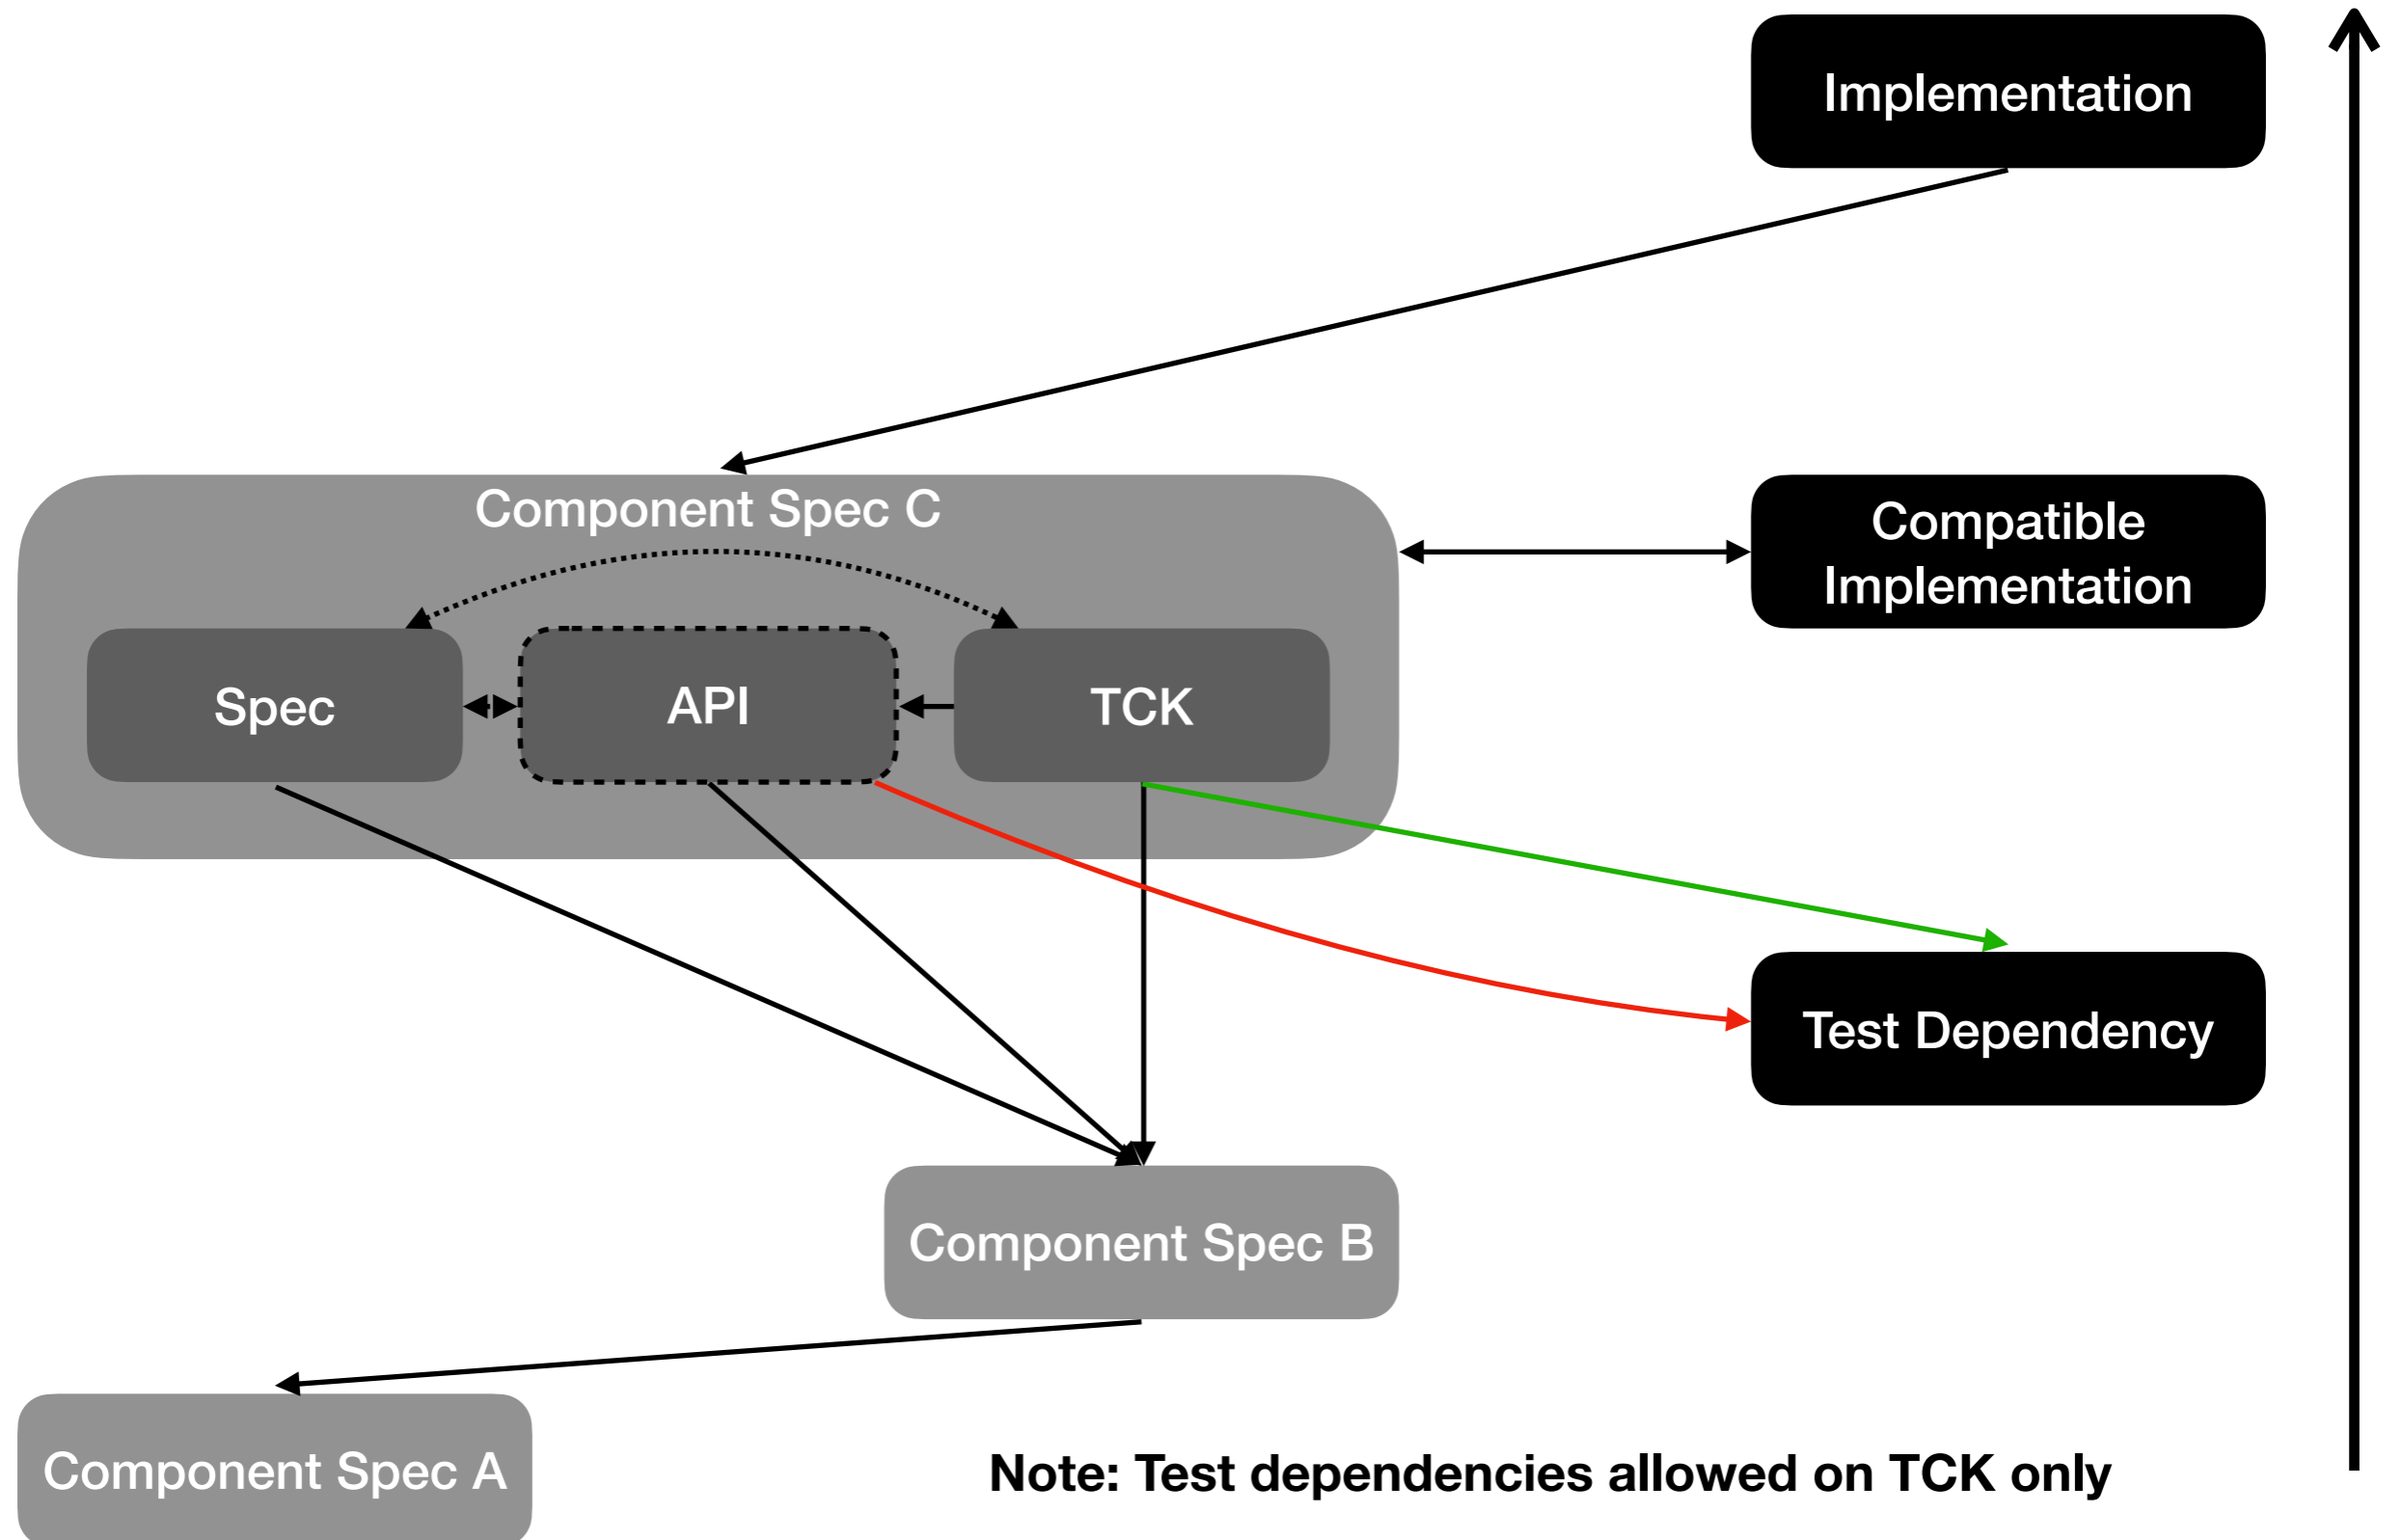 Implementation
Component Spec C
Compatible
Implementation
Spec
API
TCK
Test Dependency
Component Spec B
Component Spec A
Note: Test dependencies allowed on TCK only